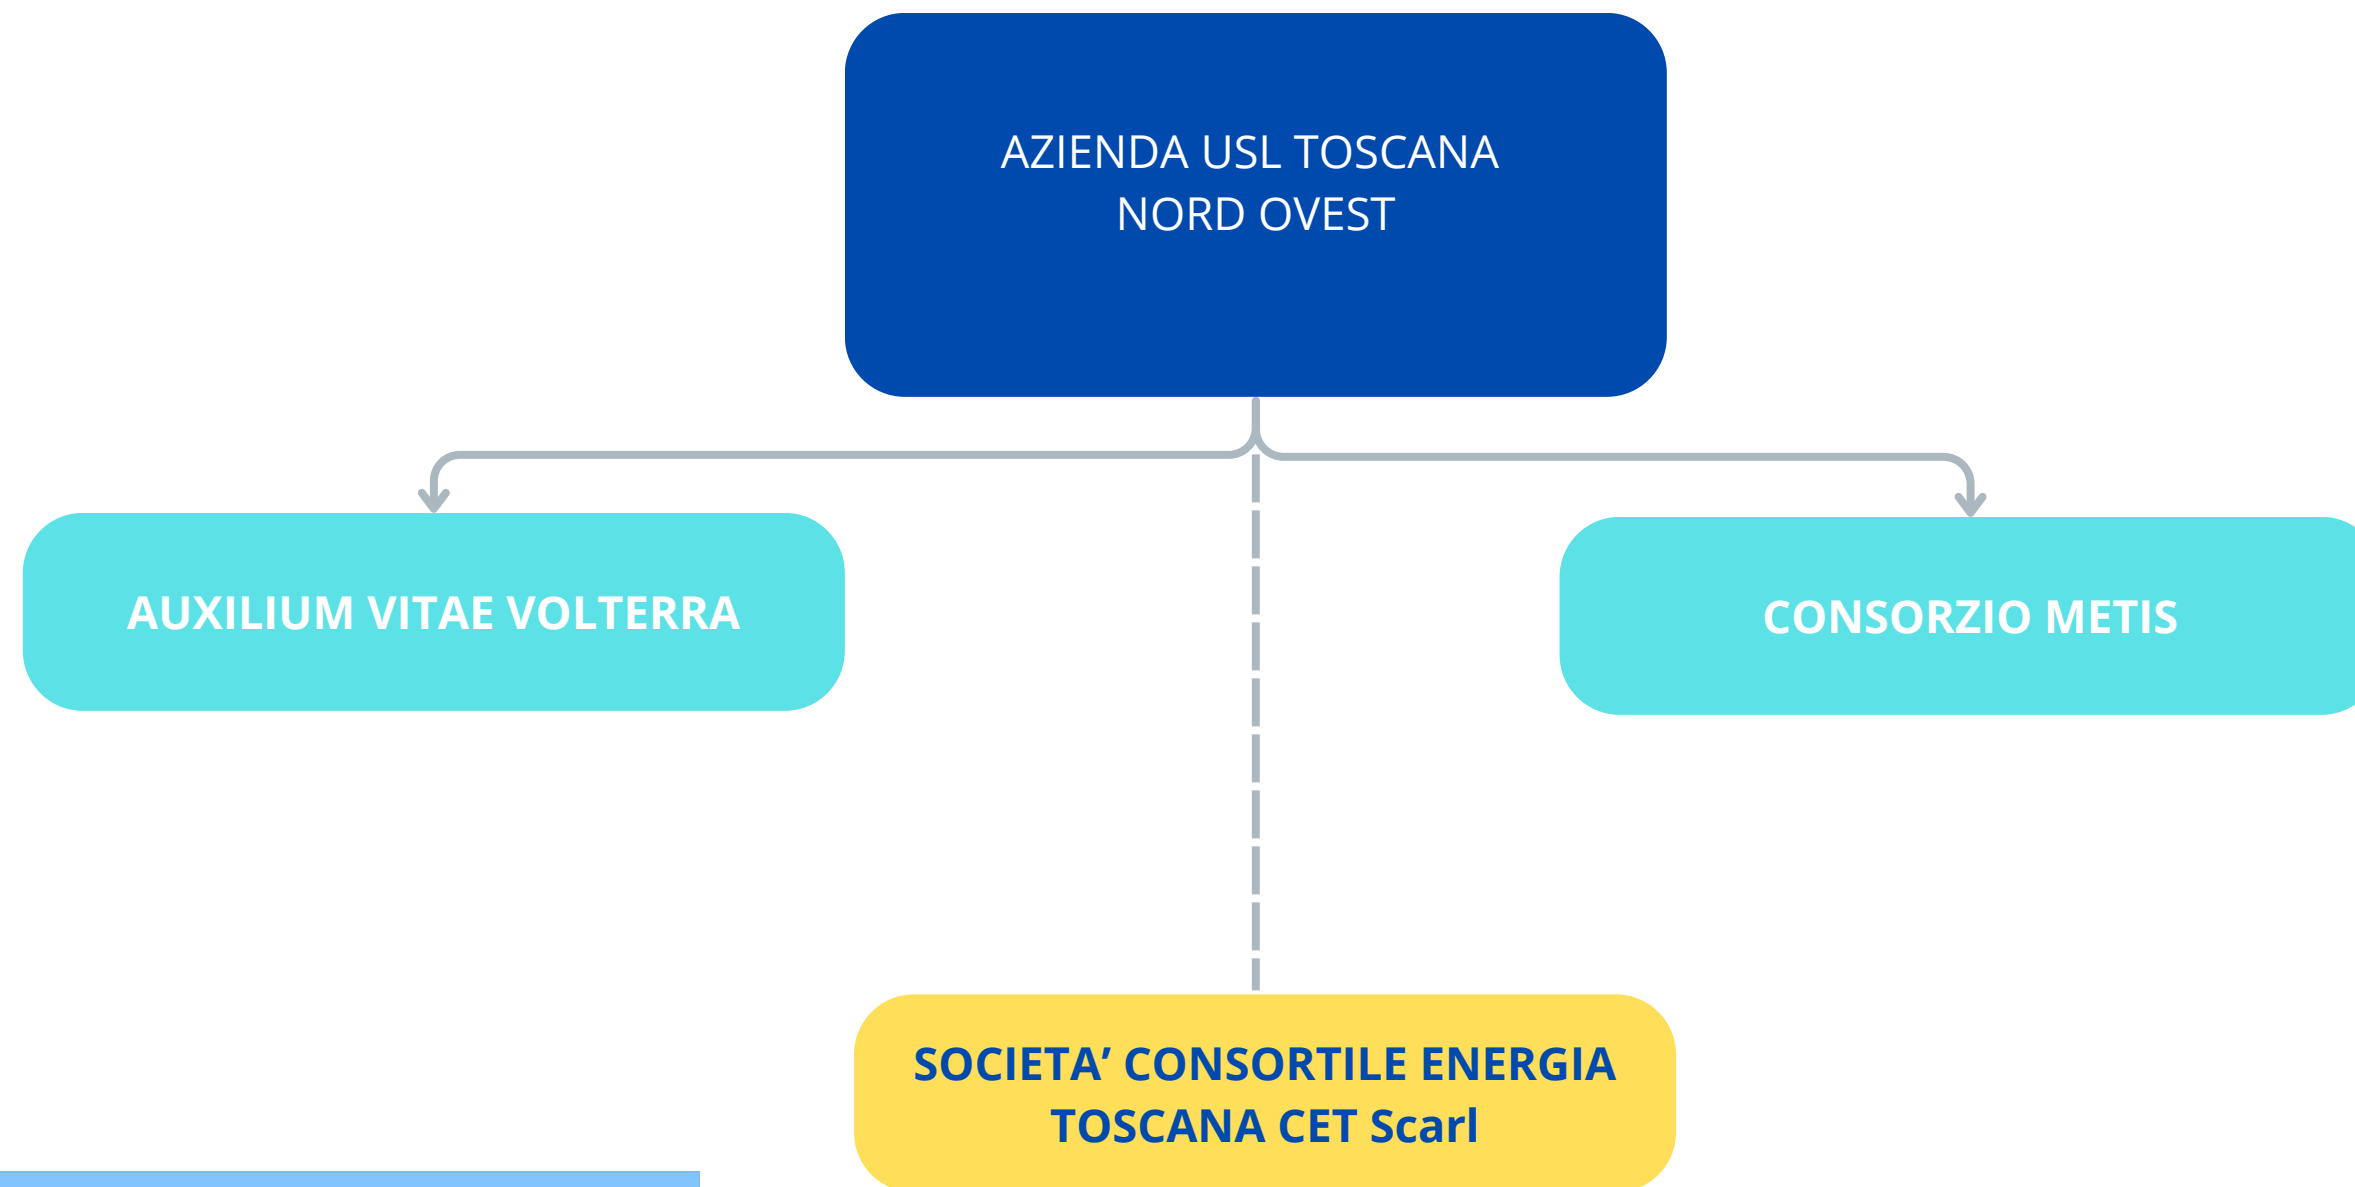 AZIENDA USL TOSCANA
NORD OVEST
AUXILIUM VITAE VOLTERRA
CONSORZIO METIS
SOCIETA’ CONSORTILE ENERGIA
TOSCANA CET Scarl